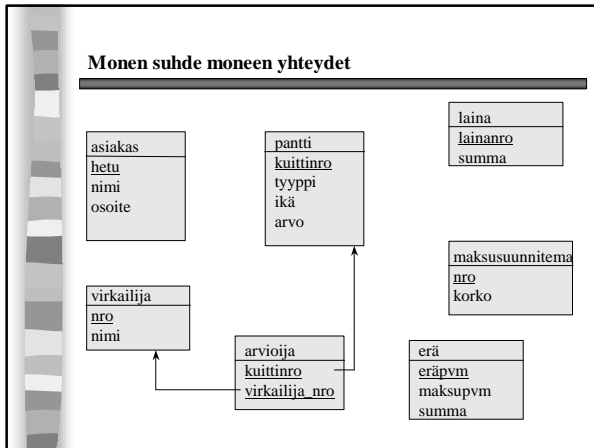 Monen suhde moneen yhteydet
asiakas
hetu
nimi
osoite
pantti
kuittinro
tyyppi
ikä
arvo
laina
lainanro
summa
virkailija
nro
nimi
arvioija
kuittinro
virkailija_nro
maksusuunnitema
nro
korko
erä
eräpvm
maksupvm
summa